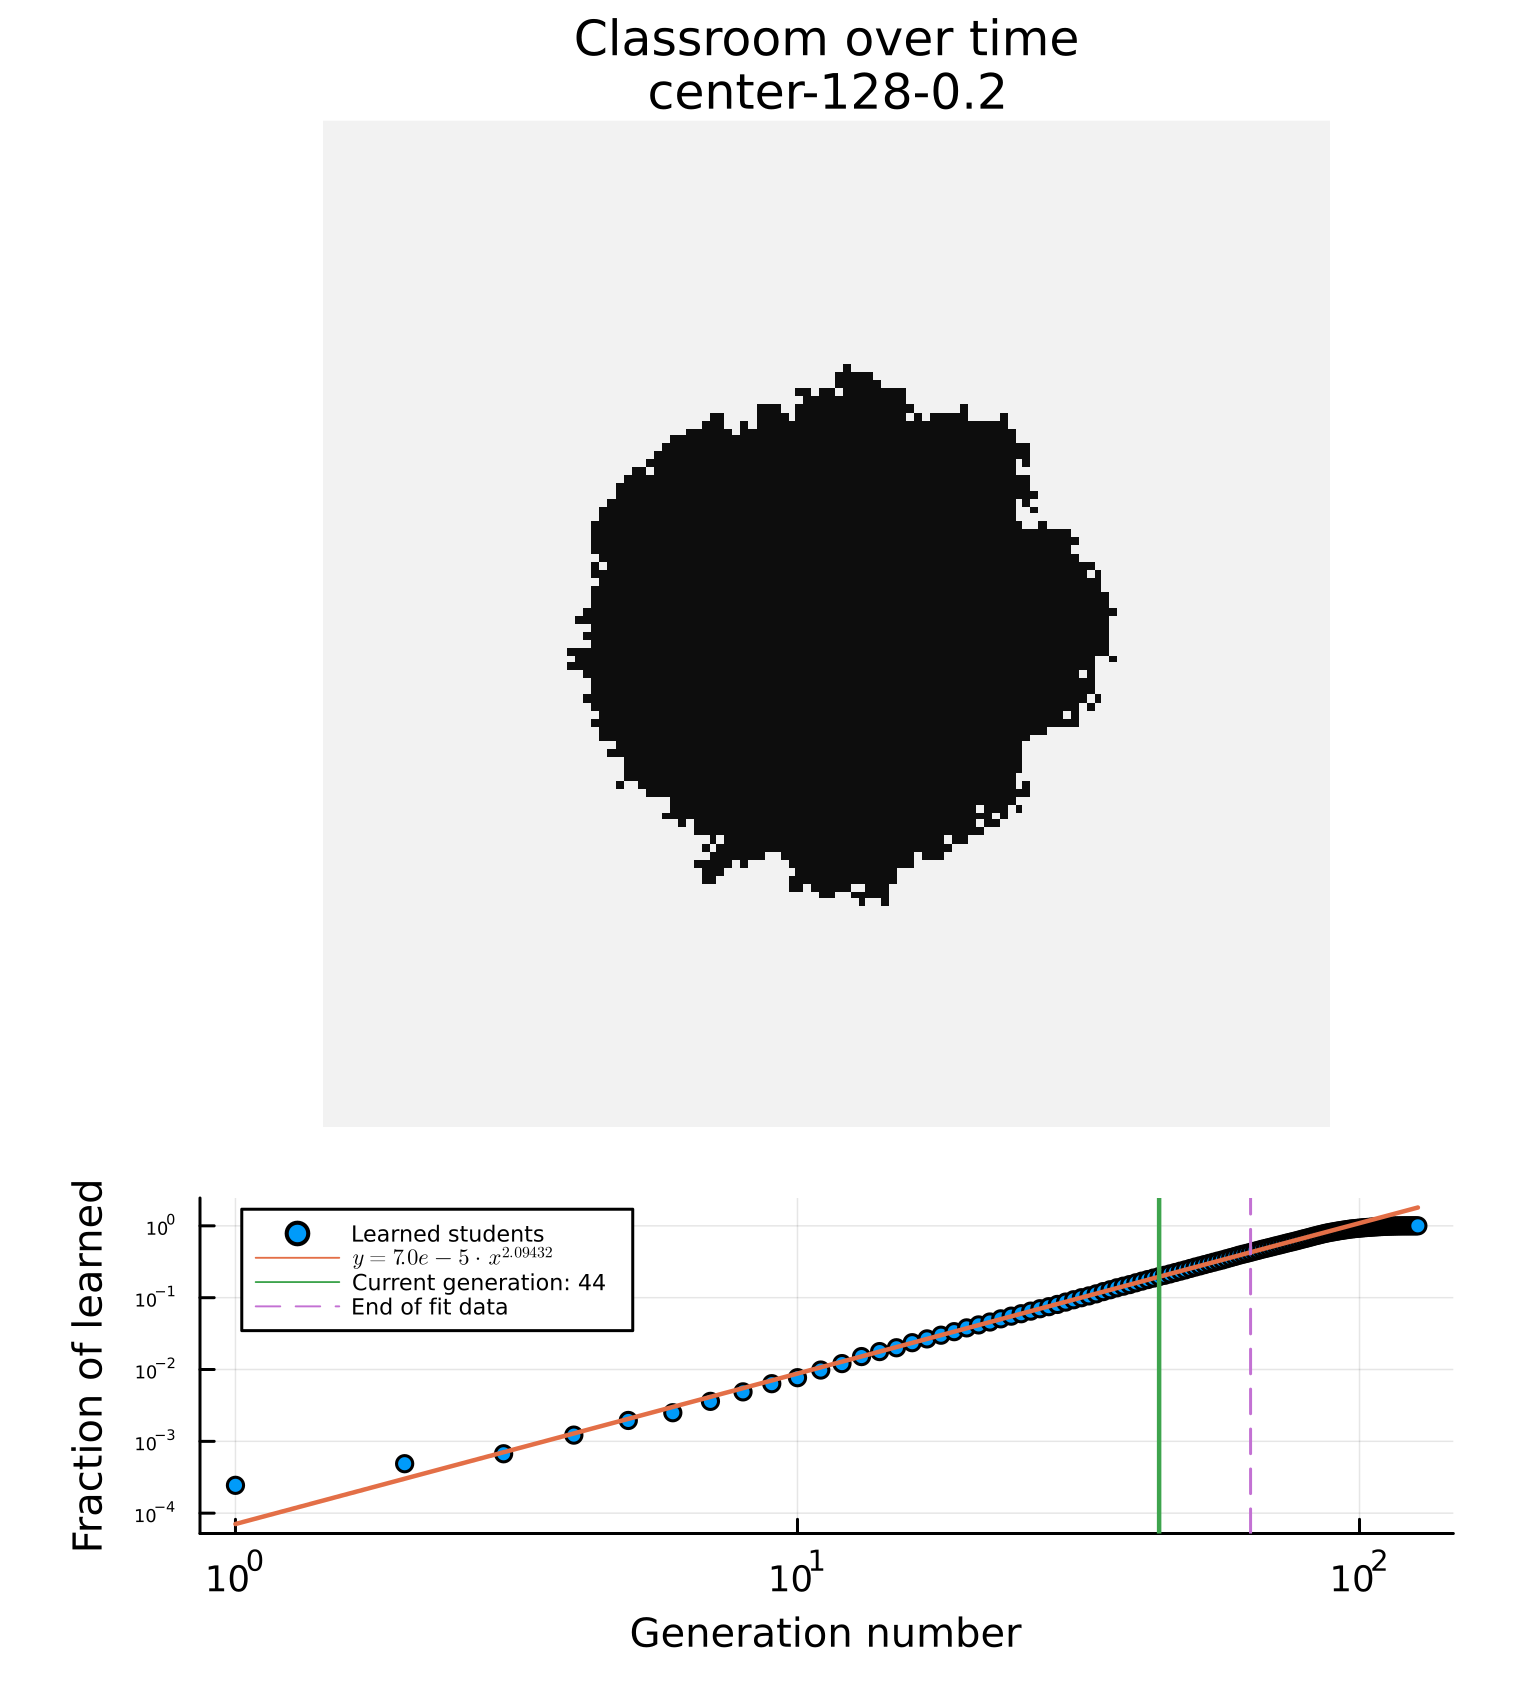 Classroom over time
center-128-0.2
Fraction of learned
10⁰
10⁻¹
10⁻²
10⁻³
10⁻⁴
Learned students
y = 7.0e − 5 · x^2.09432
Current generation: 44
End of fit data
10⁰ 10¹ 10²
Generation number